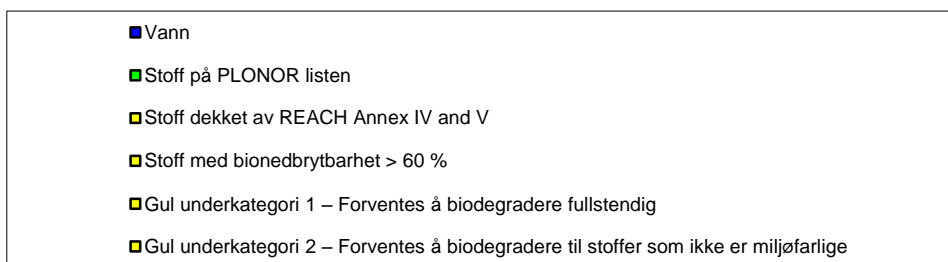 Vann
Stoff på PLONOR listen
Stoff dekket av REACH Annex IV and V
Stoff med bionedbrytbarhet > 60 %
Gul underkategori 1 – Forventes å biodegradere fullstendig
Gul underkategori 2 – Forventes å biodegradere til stoffer som ikke er miljøfarlige